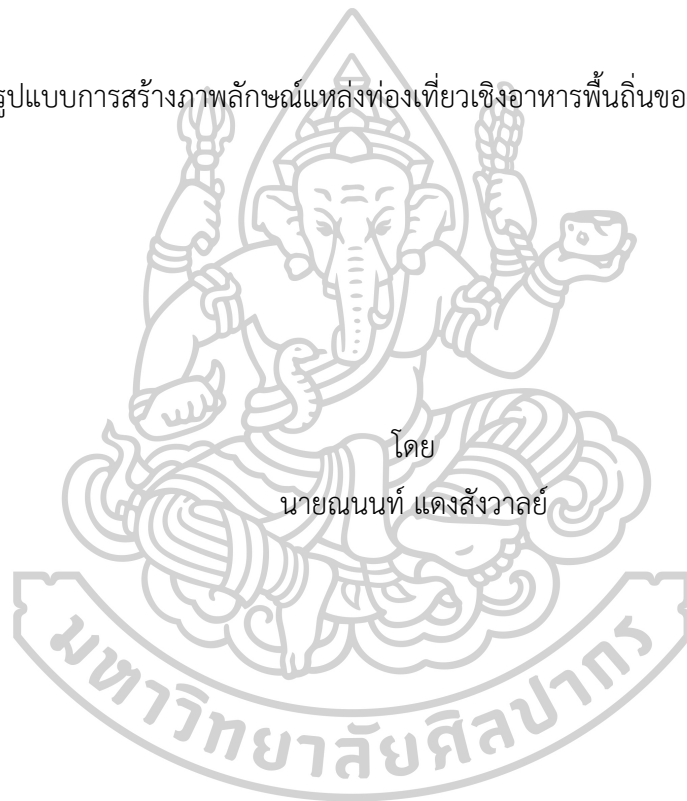 รูปแบบการสร้างภาพลักษณ์แหล่งท่องเที่ยวเชิงอาหารพื้นถิ่นขอ
โดย
นายณนนท์ แดงสังวาลย์
มหาวิทยาลัยศิลปากร